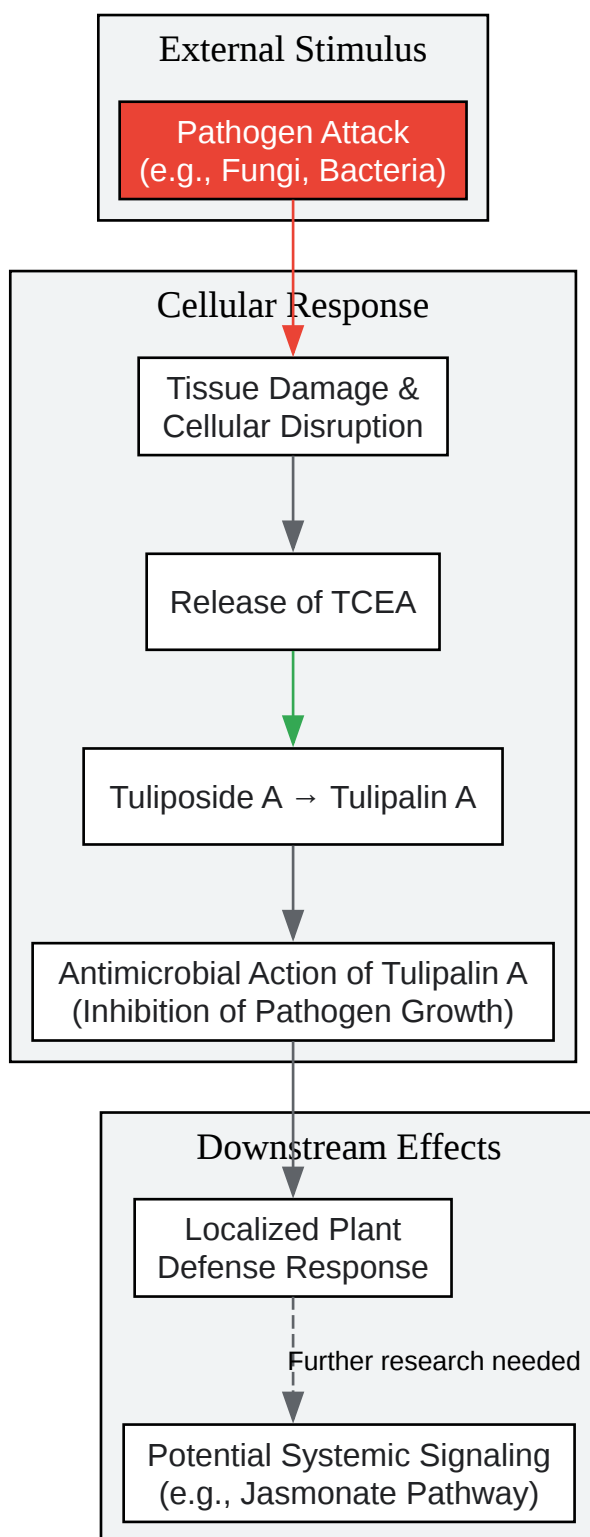 External Stimulus
Pathogen Attack
(e.g., Fungi, Bacteria)
Cellular Response
Tissue Damage &
Cellular Disruption
Release of TCEA
Tuliposide A → Tulipalin A
Antimicrobial Action of Tulipalin A
(Inhibition of Pathogen Growth)
Downstream Effects
Localized Plant
Defense Response
Further research needed
Potential Systemic Signaling
(e.g., Jasmonate Pathway)